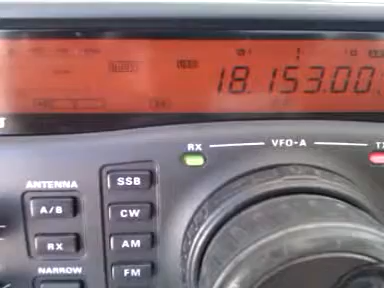 18.153.00
RX VFO-A T
ANTENNA
A/B
RX
NARROW
SSB
CW
AM
FM